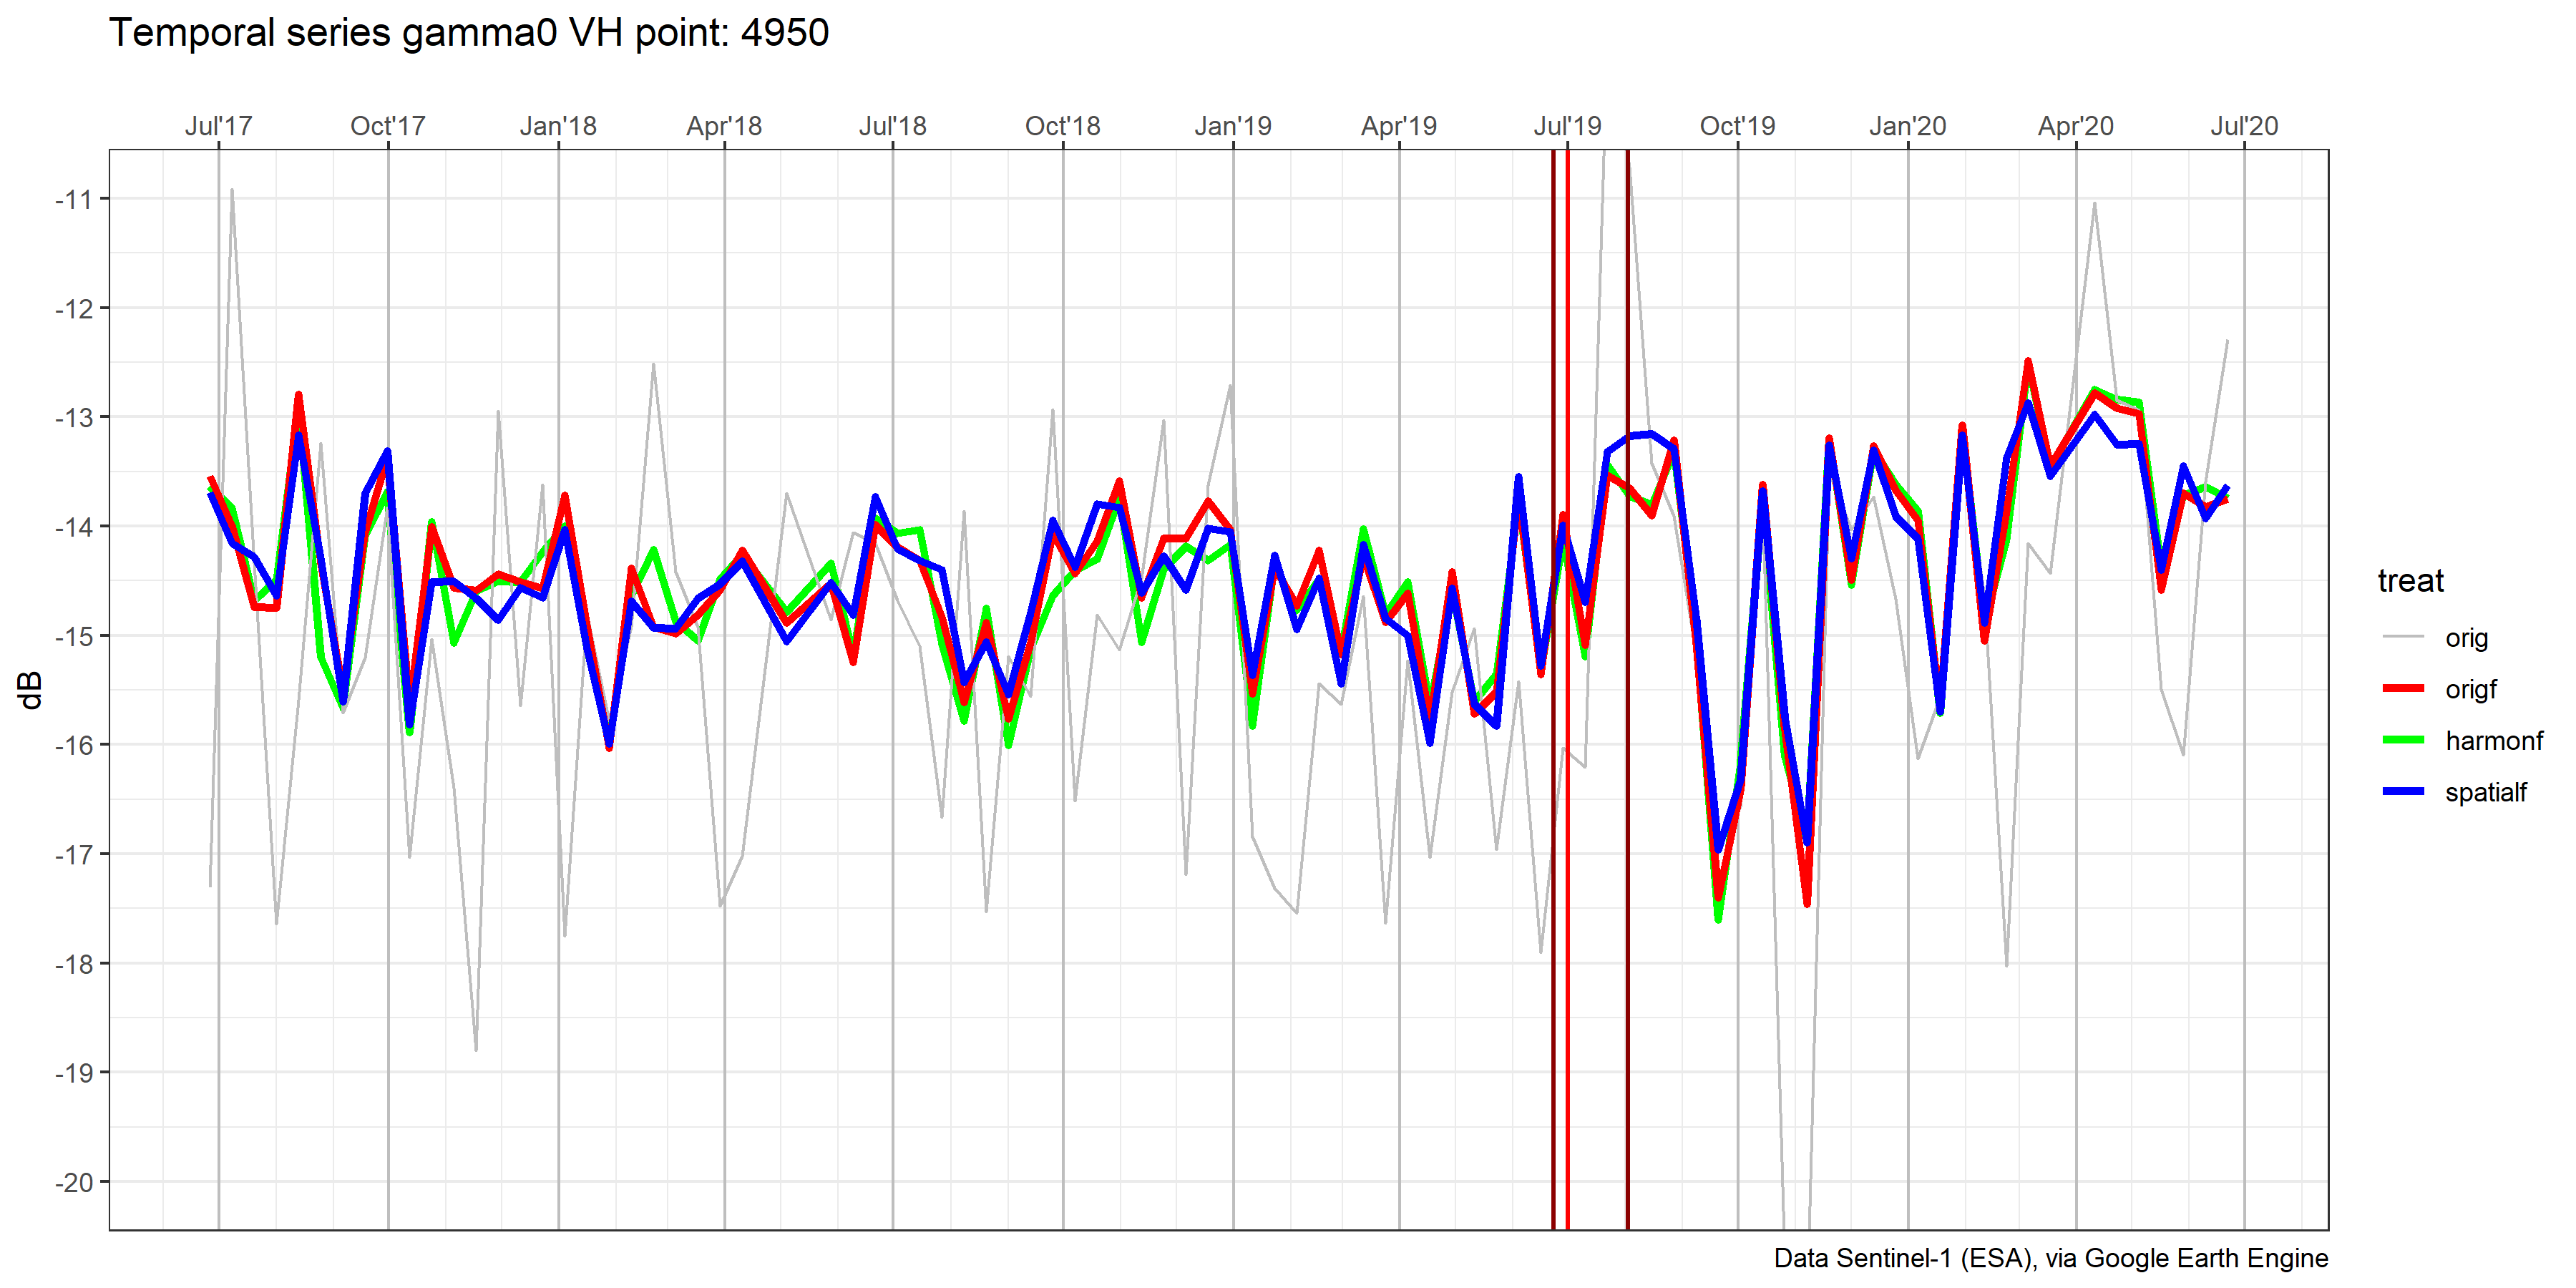 Temporal series gamma0 VH point: 4950
Jul'17 Oct'17 Jan'18 Apr'18 Jul'18 Oct'18 Jan'19 Apr'19 Jul'19 Oct'19 Jan'20 Apr'20 Jul'20
-11
-12
-13
-14
-15
-16
-17
-18
-19
-20
dB
treat
orig
origf
harmonf
spatialf
Data Sentinel-1 (ESA), via Google Earth Engine